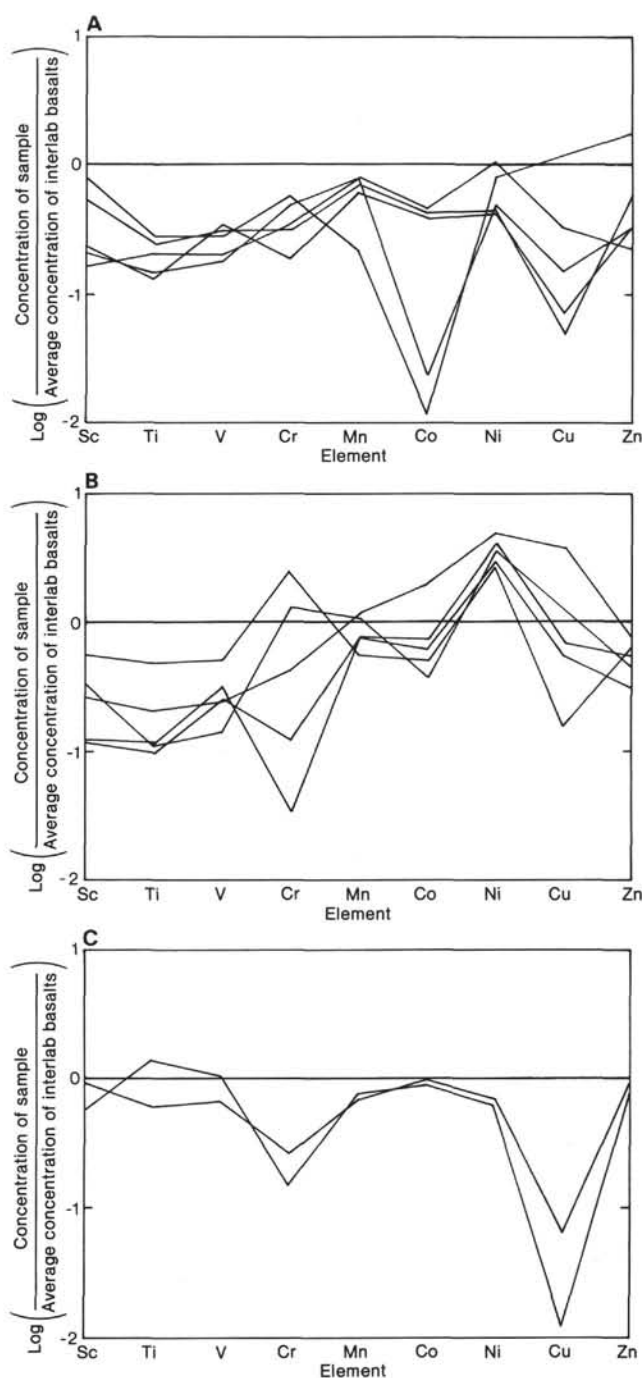 A
1
0
-1
-2
Log ( Concentration of sample
Average concentration of interlab basalts )
Sc Ti V Cr Mn Co Ni Cu Zn
Element
B
1
0
-1
-2
Log ( Concentration of sample
Average concentration of interlab basalts )
Sc Ti V Cr Mn Co Ni Cu Zn
Element
C
1
0
-1
-2
Log ( Concentration of sample
Average concentration of interlab basalts )
Sc Ti V Cr Mn Co Ni Cu Zn
Element